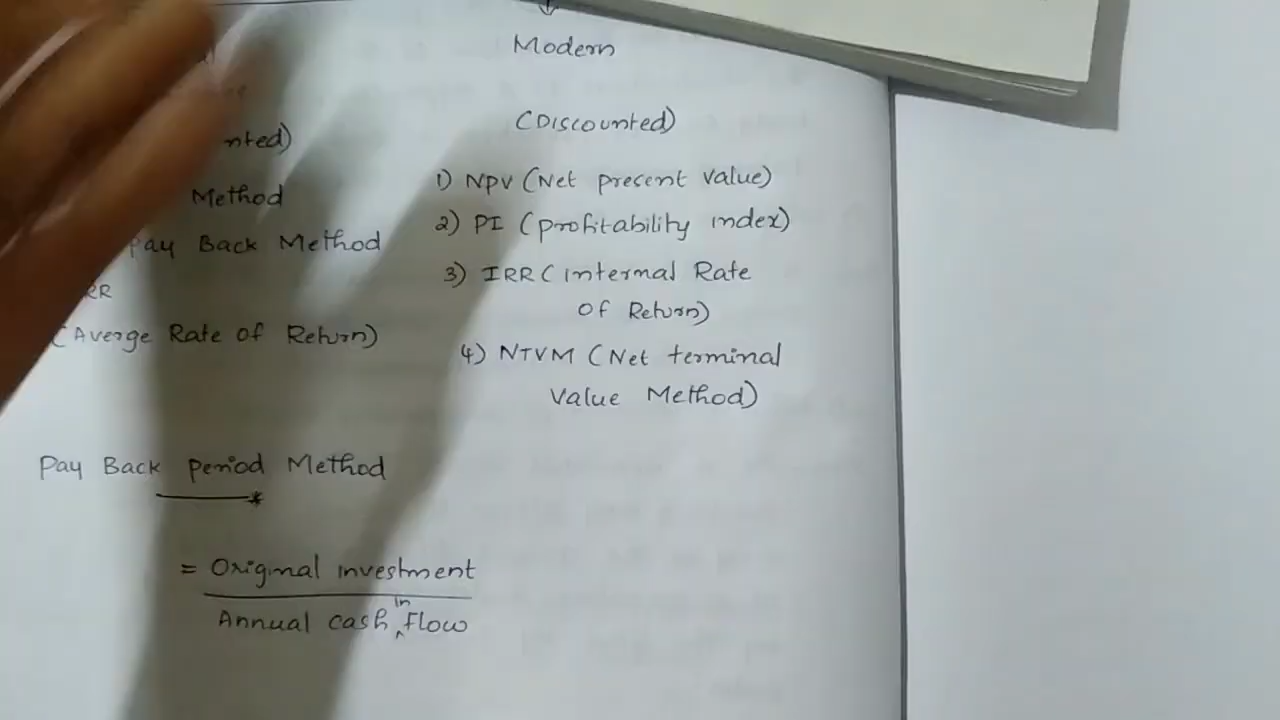 Modern
(Discounted)
nted)
Method
Pay Back Method
RR
(Averge Rate of Return)
1) NPV (Net present value)
2) PI (profitability index)
3) IRR (internal Rate
of Return)
4) NTVM (Net terminal
Value Method)
Pay Back period Method
= Original investment
Annual cash inflow